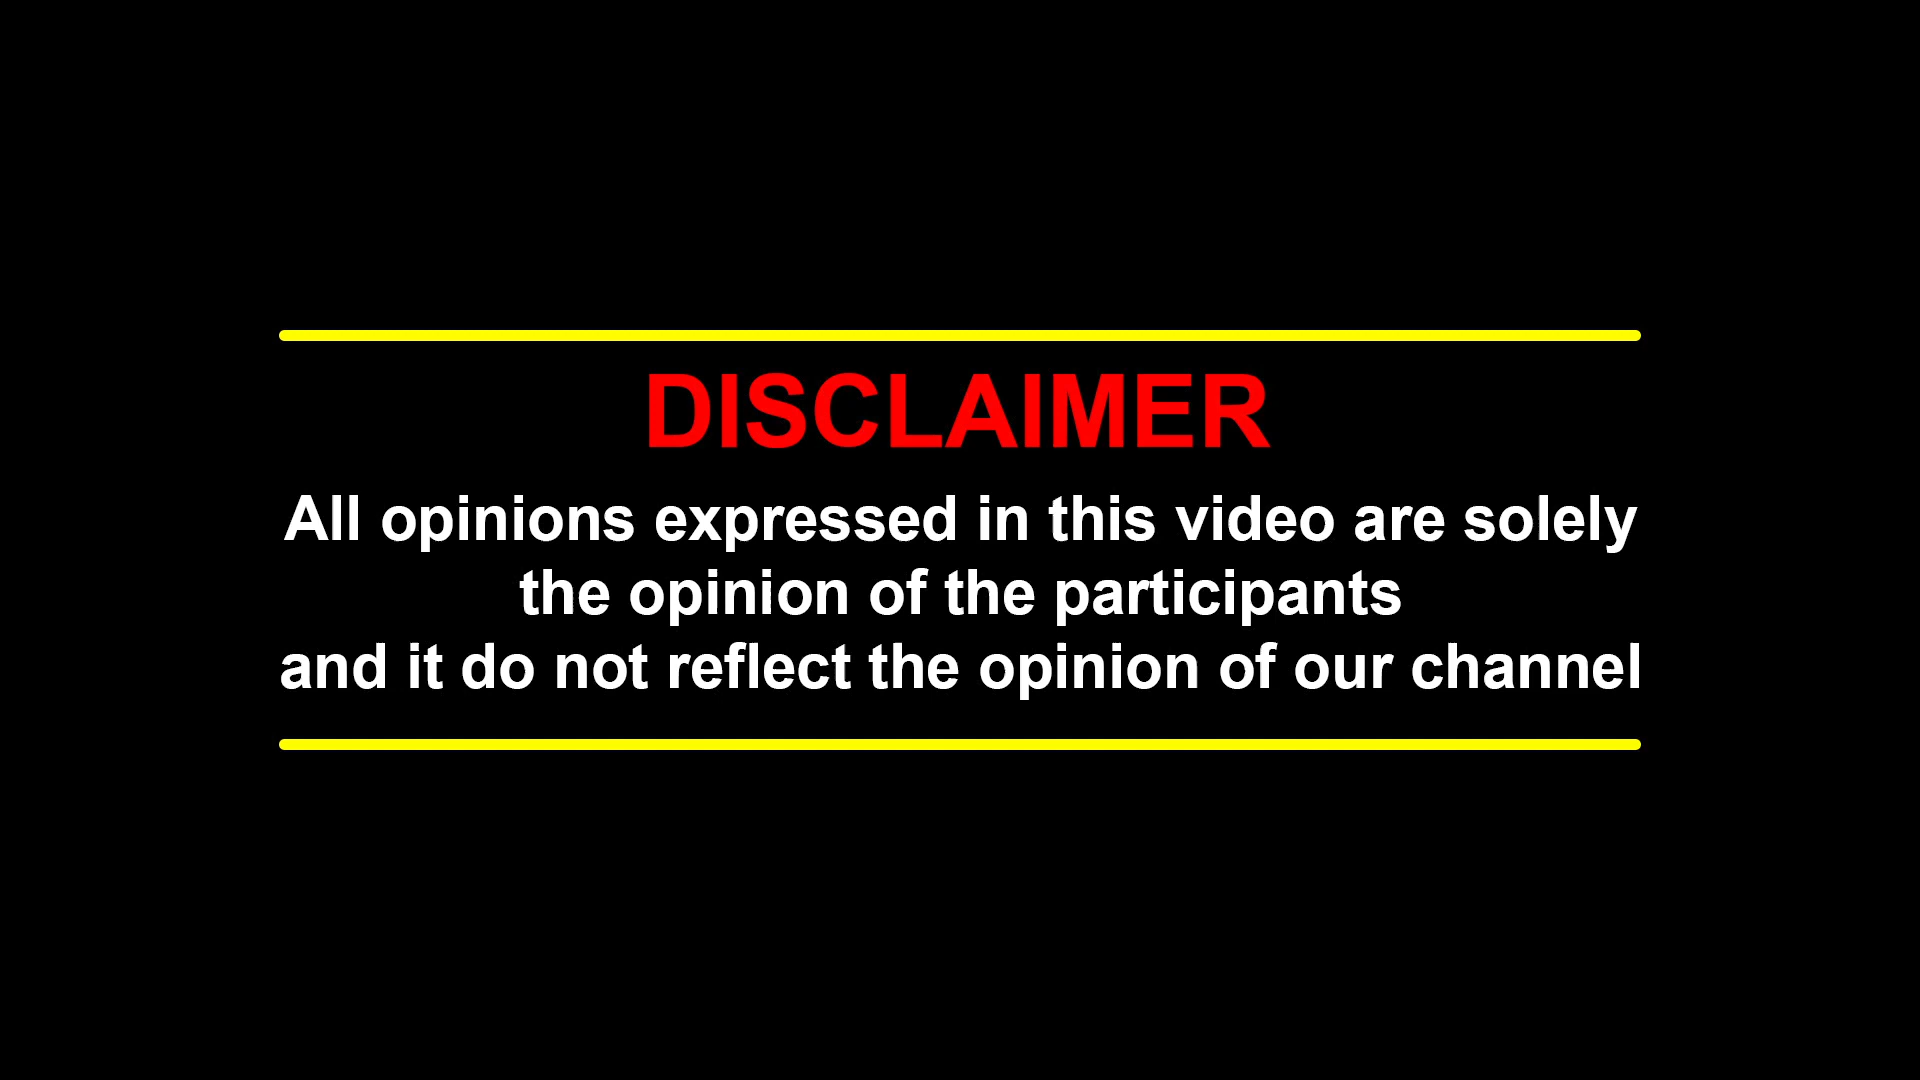 DISCLAIMER
All opinions expressed in this video are solely
the opinion of the participants
and it do not reflect the opinion of our channel